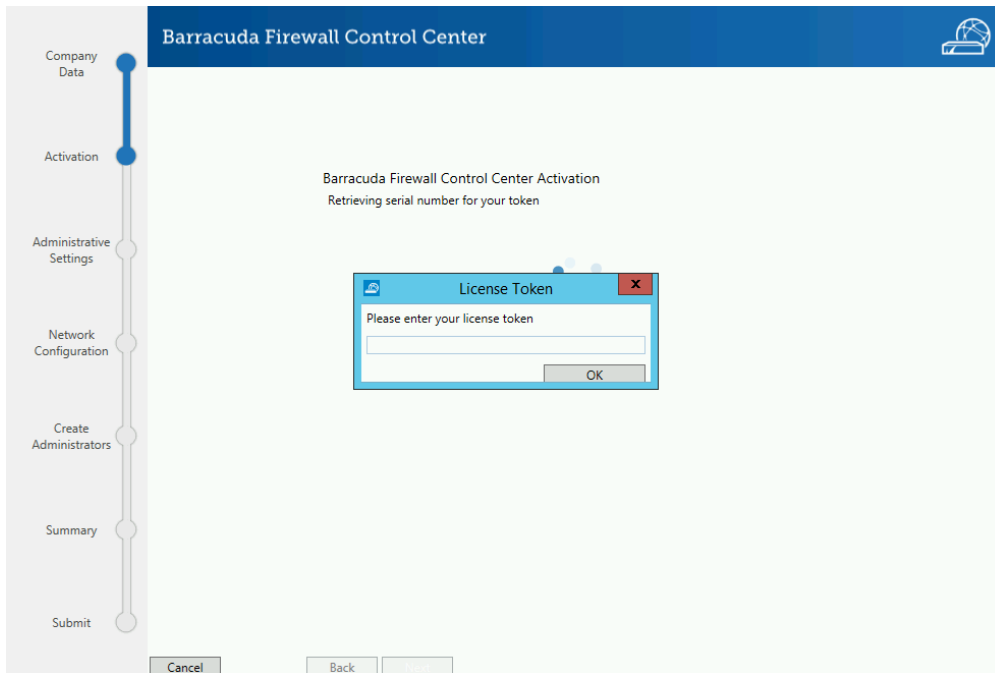 Barracuda Firewall Control Center
Company
Data
Activation
Administrative
Settings
Network
Configuration
Create
Administrators
Summary
Submit
Barracuda Firewall Control Center Activation
Retrieving serial number for your token
License Token
x
Please enter your license token
OK
Cancel
Back
Next